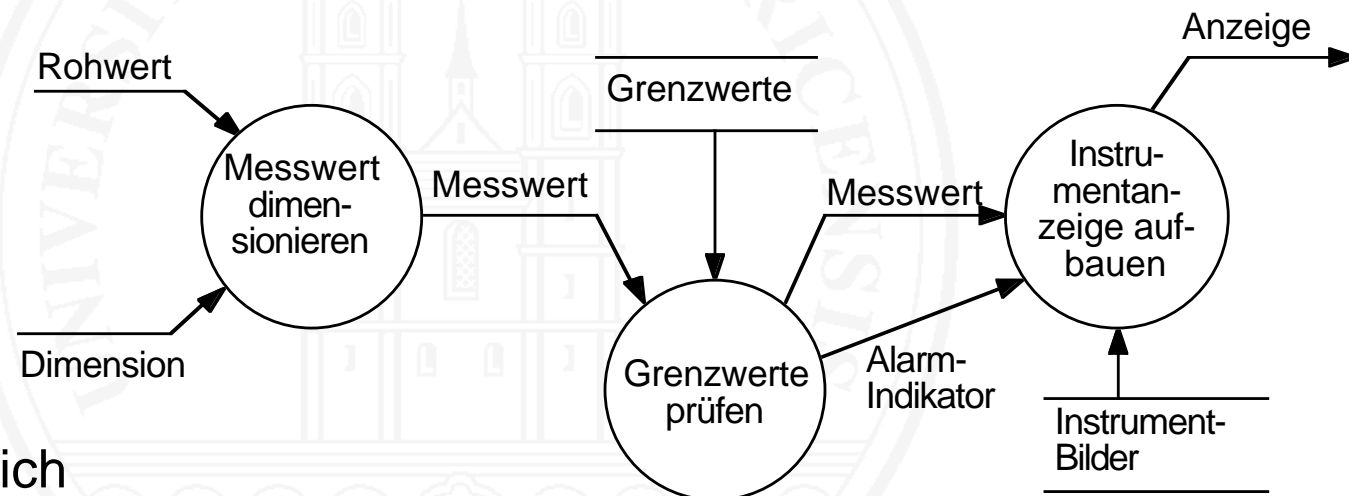 Anzeige
Rohwert
Grenzwerte
Messwert
dimen-
sionieren
Messwert
Messwert
Instru-
mentan-
zeige auf-
bauen
Dimension
Grenzwerte
prüfen
Alarm-
Indikator
Instrument-
Bilder
ich